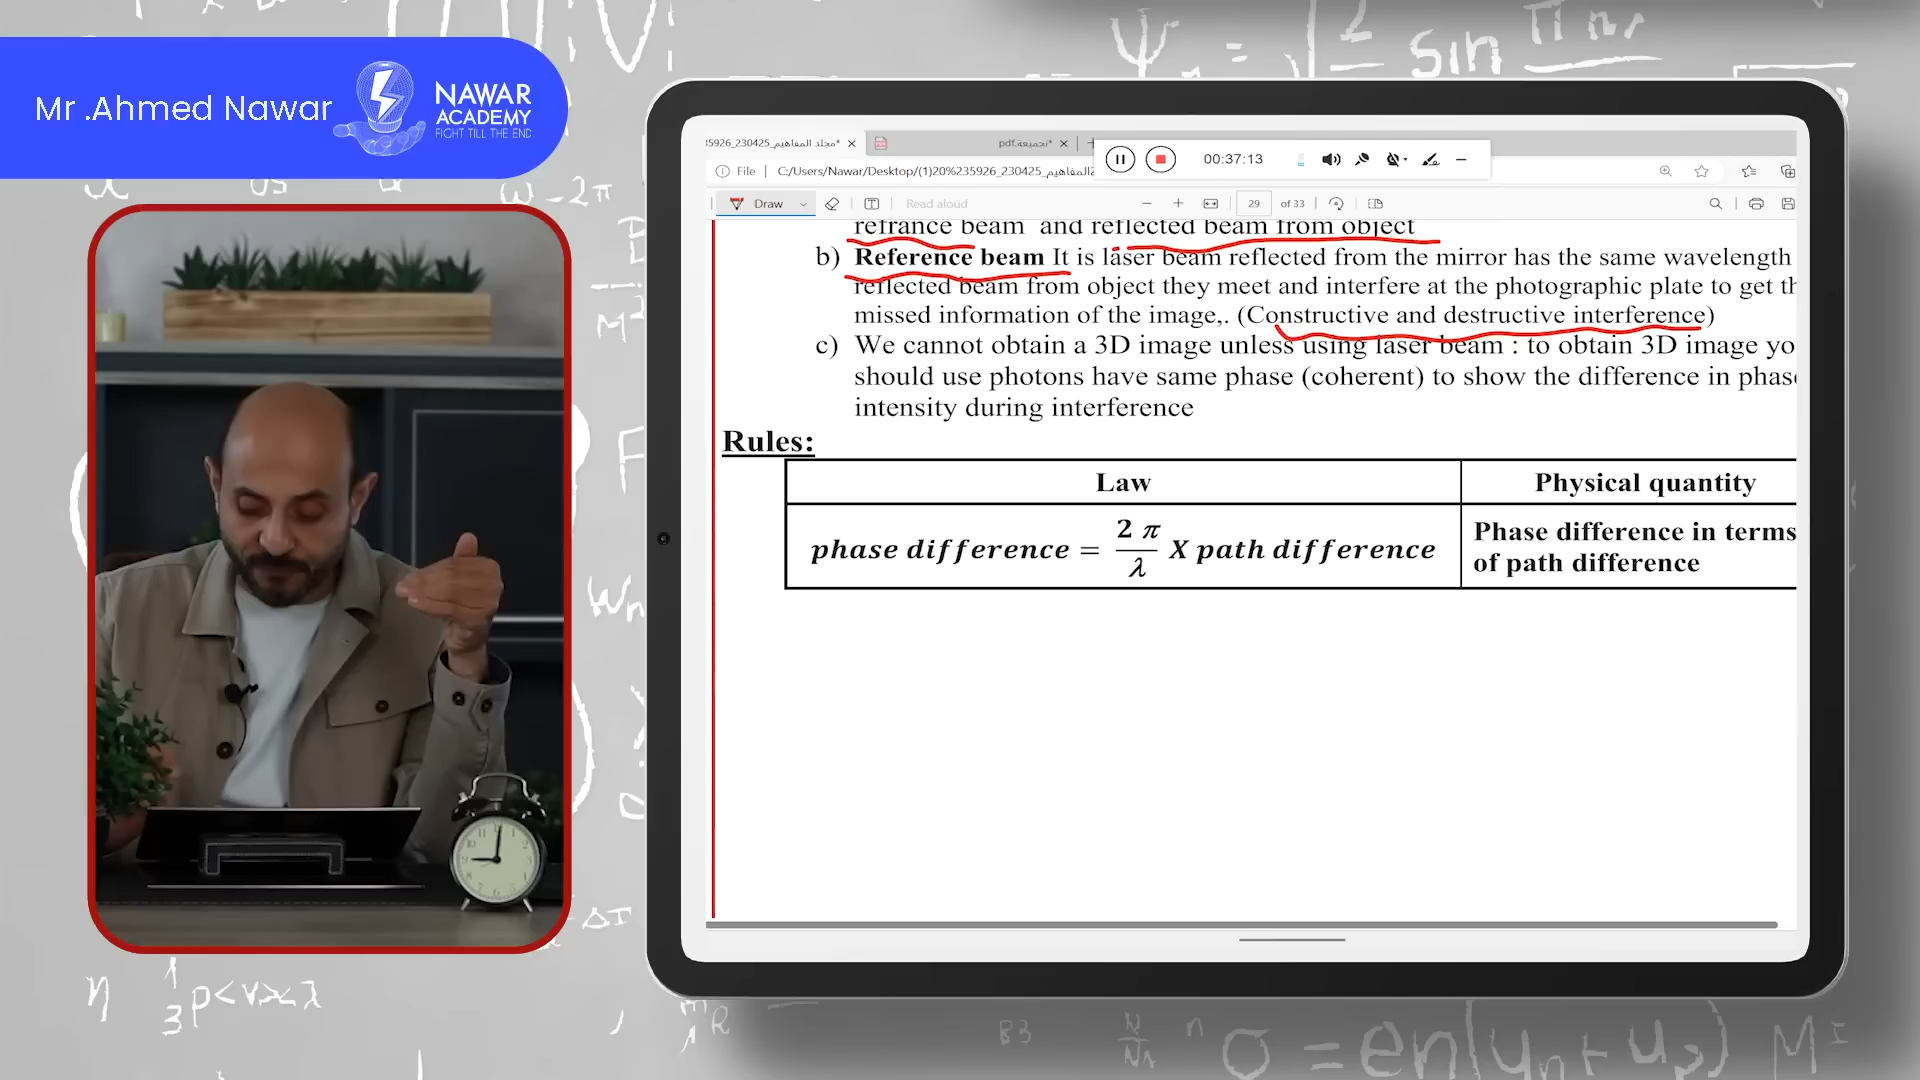 Mr .Ahmed Nawar
NAWAR
ACADEMY
FIGHT TILL THE END
35926_230425_مجلد المفاهيم*
تجميعة.pdf*
00:37:13
File
C:/Users/Nawar/Desktop/(1)20%235926_230425_المفاهيم
Draw
Read aloud
29
of 33
refrance beam and reflected beam from object
b) Reference beam It is laser beam reflected from the mirror has the same wavelength
reflected beam from object they meet and interfere at the photographic plate to get th
missed information of the image,. (Constructive and destructive interference)
c) We cannot obtain a 3D image unless using laser beam : to obtain 3D image yo
should use photons have same phase (coherent) to show the difference in phase
intensity during interference
Rules:
Law
Physical quantity
phase difference = 2 π / λ X path difference
Phase difference in terms
of path difference